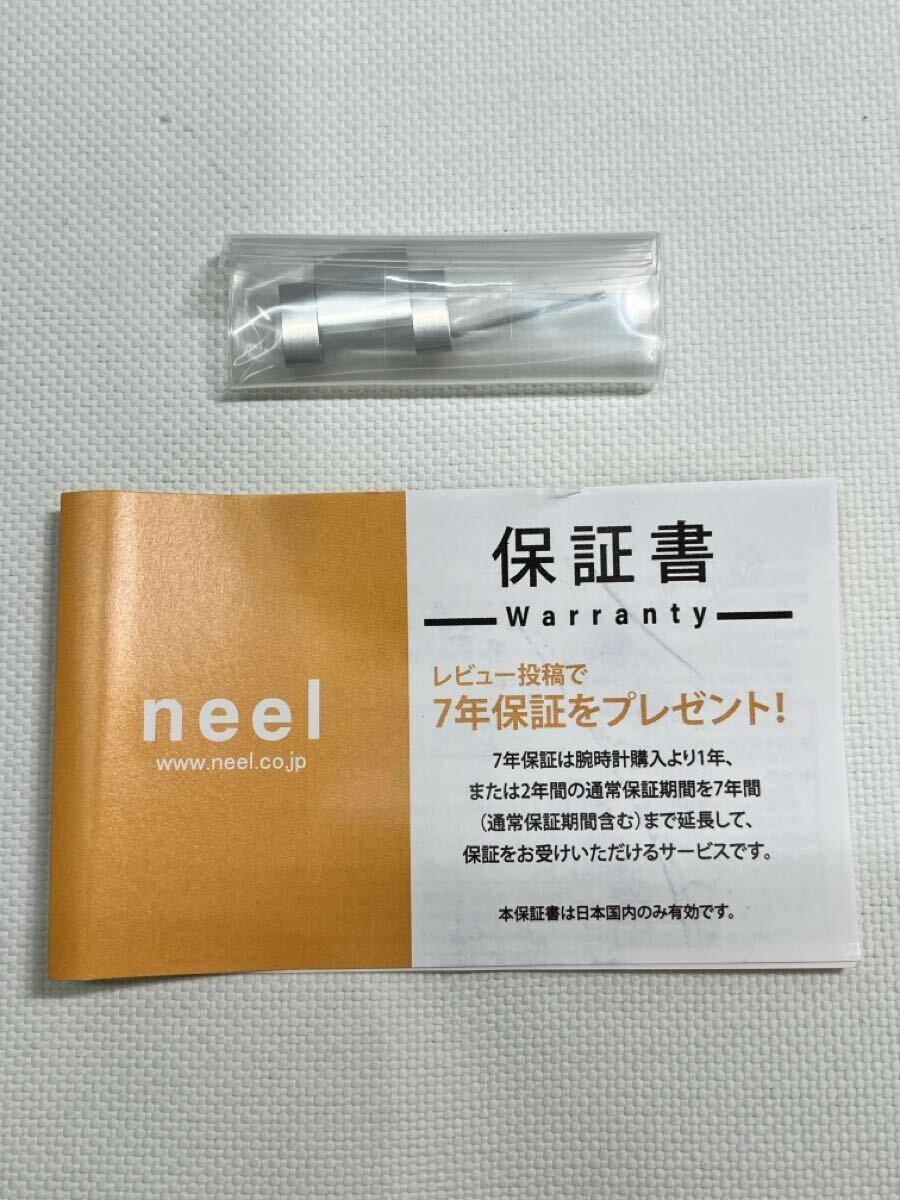 neel
www.neel.co.jp
保証書
Warranty
レビュー投稿で
7年保証をプレゼント!
7年保証は腕時計購入より1年、
または2年間の通常保証期間を7年間
(通常保証期間含む)まで延長して、
保証をお受けいただけるサービスです。
本保証書は日本国内のみ有効です。